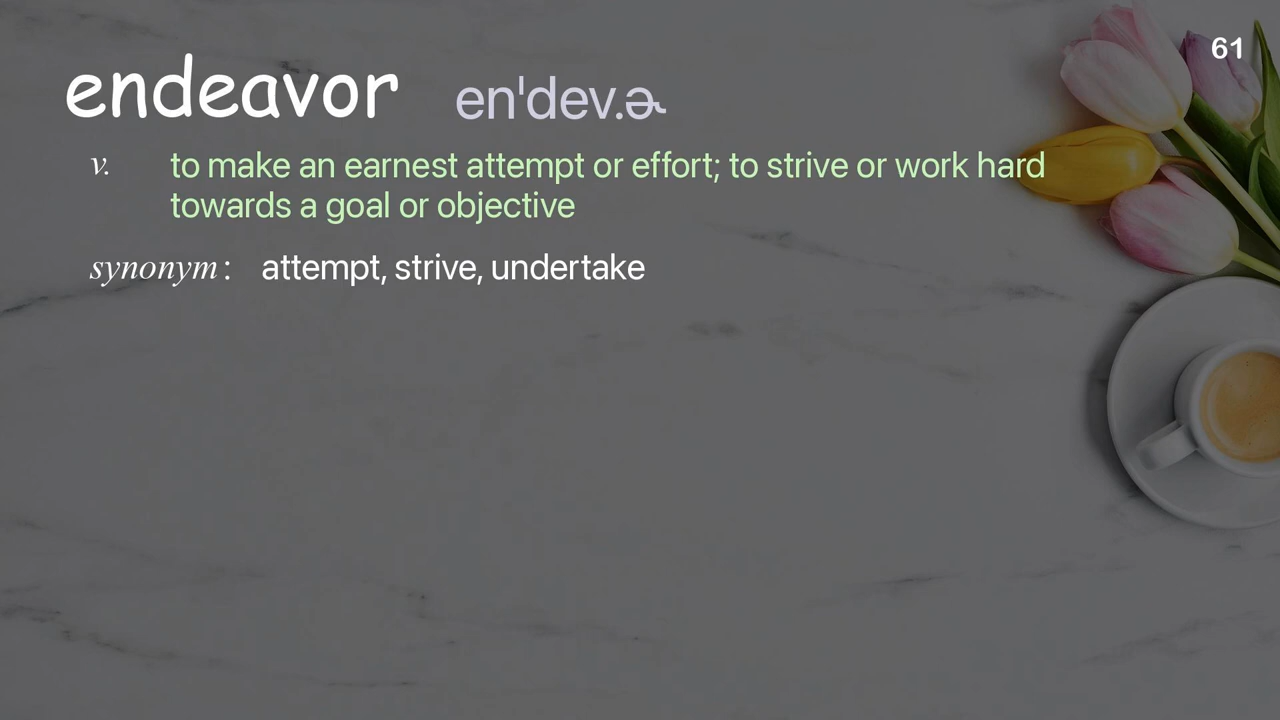 61
endeavor en'dev.ɚ
v. to make an earnest attempt or effort; to strive or work hard
towards a goal or objective
synonym: attempt, strive, undertake